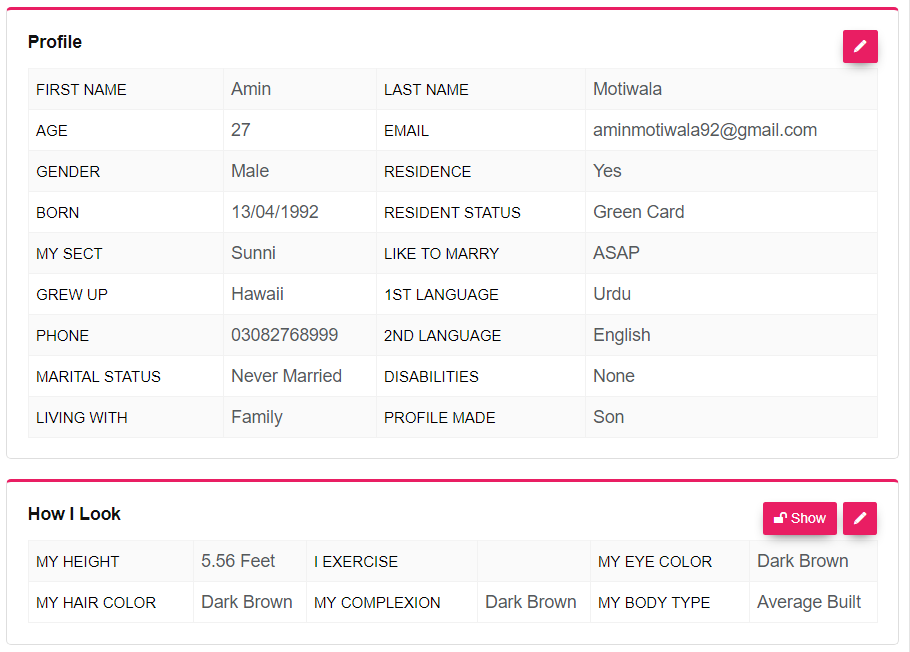 Profile
FIRST NAME Amin LAST NAME Motiwala
AGE 27 EMAIL aminmotiwala92@gmail.com
GENDER Male RESIDENCE Yes
BORN 13/04/1992 RESIDENT STATUS Green Card
MY SECT Sunni LIKE TO MARRY ASAP
GREW UP Hawaii 1ST LANGUAGE Urdu
PHONE 03082768999 2ND LANGUAGE English
MARITAL STATUS Never Married DISABILITIES None
LIVING WITH Family PROFILE MADE Son
How I Look Show
MY HEIGHT 5.56 Feet I EXERCISE MY EYE COLOR Dark Brown
MY HAIR COLOR Dark Brown MY COMPLEXION Dark Brown MY BODY TYPE Average Built